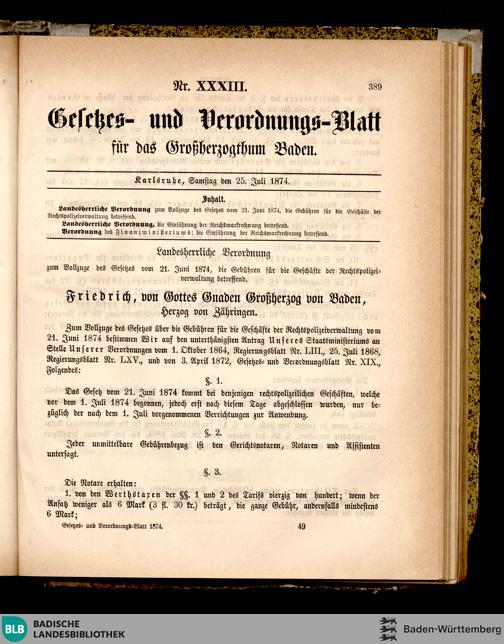 Nr. XXXIII. 389
Gesetzes- und Verordnungs-Blatt
für das Großherzogthum Baden.
Karlsruhe, Samstag den 25. Juli 1874.
Inhalt.
Landesherrliche Verordnung zum Vollzuge des Gesetzes vom 21. Juni 1874, die Gebühren für die Geschäfte der
Rechtspolizeiverwaltung betreffend.
Landesherrliche Verordnung, die Einführung der Reichsmarkrechnung betreffend.
Verordnung des Finanzministeriums: die Einführung der Reichsmarkrechnung betreffend.
Landesherrliche Verordnung
zum Vollzuge des Gesetzes vom 21. Juni 1874, die Gebühren für die Geschäfte der Rechtspolizei-
verwaltung betreffend.
Friedrich, von Gottes Gnaden Großherzog von Baden,
Herzog von Zähringen.
Zum Vollzuge des Gesetzes über die Gebühren für die Geschäfte der Rechtspolizeiverwaltung vom
21. Juni 1874 bestimmen Wir auf den unterthänigsten Antrag Unseres Staatsministeriums an
Stelle Unserer Verordnungen vom 1. Oktober 1864, Regierungsblatt Nr. LIII, 25. Juli 1868,
Regierungsblatt Nr. LXV., und von 3. April 1872, Gesetzes- und Verordnungsblatt Nr. XIX.,
Folgendes:
§. 1.
Das Gesetz vom 21. Juni 1874 kommt bei denjenigen rechtspolizeilichen Geschäften, welche
vor dem 1. Juli 1874 begonnen, jedoch erst nach diesem Tage abgeschlossen wurden, nur be-
züglich der nach dem 1. Juli vorgenommenen Verrichtungen zur Anwendung.
§. 2.
Jeder unmittelbare Gebührenbezug ist den Gerichtsnotaren, Notaren und Assistenten
untersagt.
§. 3.
Die Notare erhalten:
1. von den Werthstaxen der §§. 1 und 2 des Tarifs vierzig von hundert; wenn der
Ansatz weniger als 6 Mark (3 fl. 30 kr.) beträgt, die ganze Gebühr, andernfalls mindestens
6 Mark;
Gesetzes- und Verordnungs-Blatt 1874. 49
BLB BADISCHE
LANDESBIBLIOTHEK
Baden-Württemberg